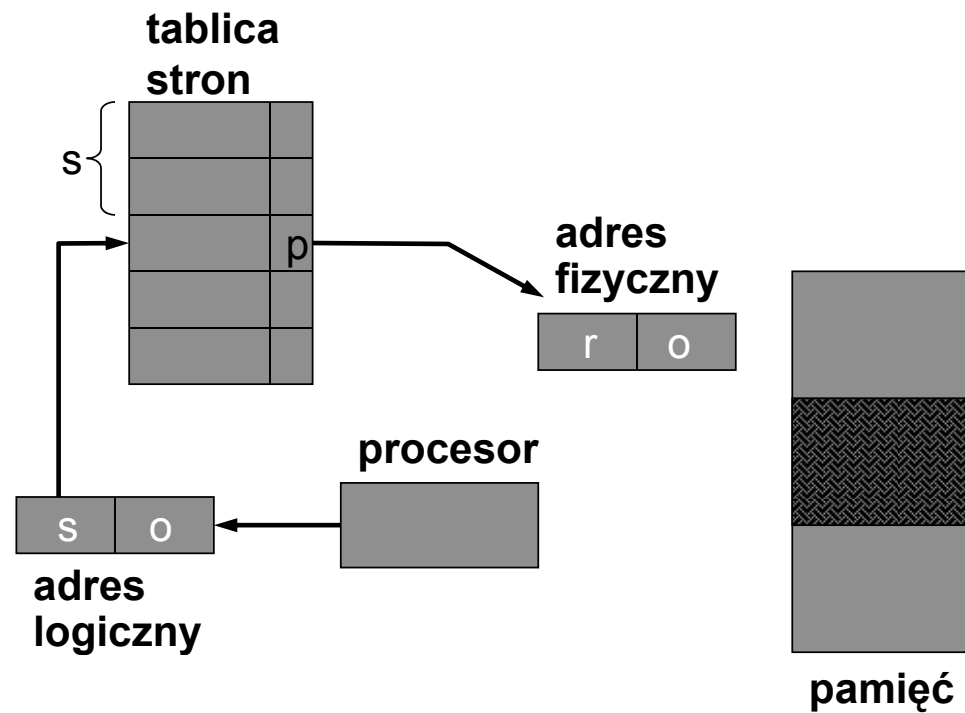 tablica
stron
s
p
adres
fizyczny
r o
procesor
s o
adres
logiczny
pamięć